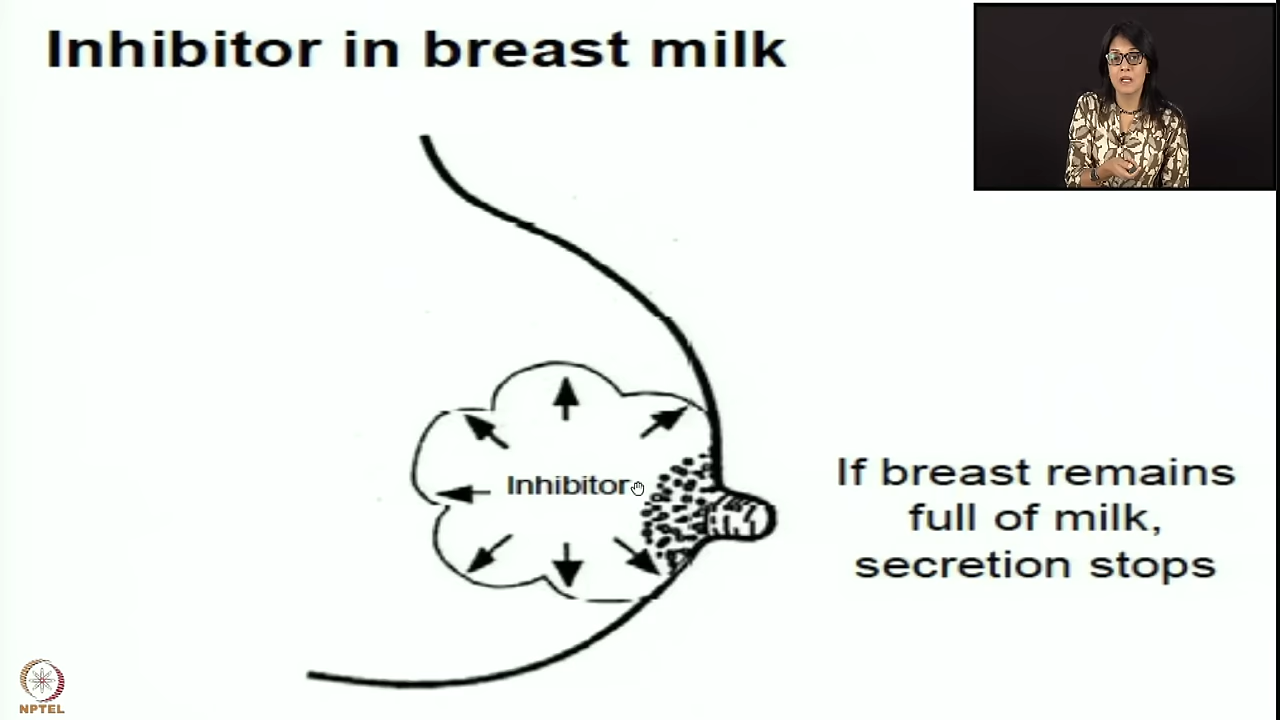 Inhibitor in breast milk
Inhibitor
If breast remains
full of milk,
secretion stops
NPTEL